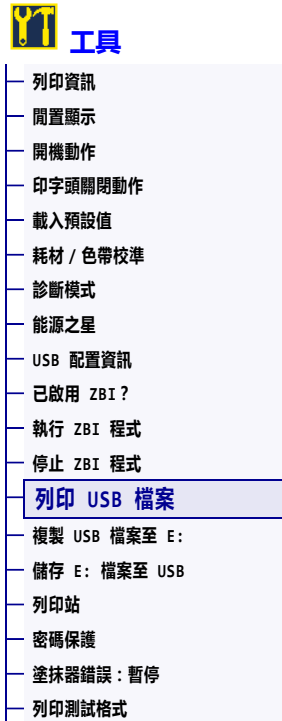 工具
列印資訊
閒置顯示
開機動作
印字頭關閉動作
載入預設值
耗材 / 色帶校準
診斷模式
能源之星
USB 配置資訊
已啟用 ZBI？
執行 ZBI 程式
停止 ZBI 程式
列印 USB 檔案
複製 USB 檔案至 E:
儲存 E: 檔案至 USB
列印站
密碼保護
塗抹器錯誤：暫停
列印測試格式